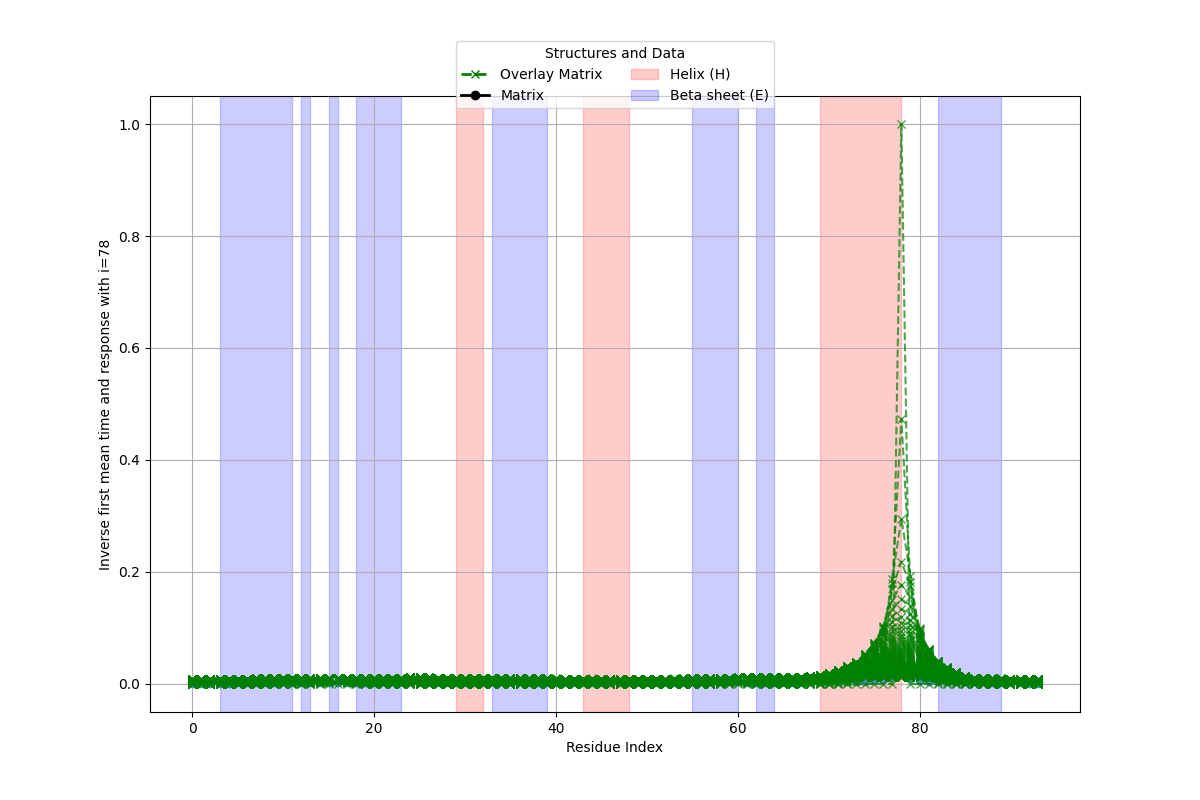 Structures and Data
Overlay Matrix
Matrix
Helix (H)
Beta sheet (E)
Inverse first mean time and response with i=78
1.0
0.8
0.6
0.4
0.2
0.0
0 20 40 60 80
Residue Index